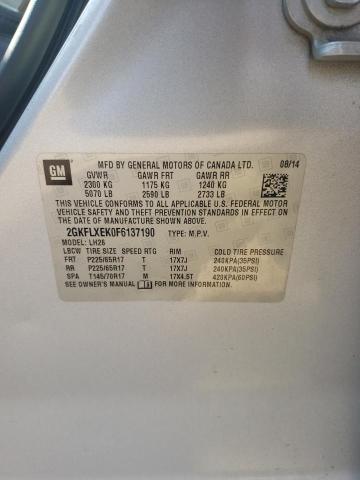 GM
MFD BY GENERAL MOTORS OF CANADA LTD. 08/14
GVWR GAWR FRT GAWR RR
2300 KG 1175 KG 1240 KG
5070 LB 2590 LB 2733 LB
THIS VEHICLE CONFORMS TO ALL APPLICABLE U.S. FEDERAL MOTOR
VEHICLE SAFETY AND THEFT PREVENTION STANDARDS IN
EFFECT ON THE DATE OF MANUFACTURE SHOWN ABOVE.
2GKFLXEK0F6137190 TYPE: M.P.V.
MODEL: LH26
LBCW TIRE SIZE SPEED RTG RIM COLD TIRE PRESSURE
FRT P225/65R17 T 17X7J 240KPA(35PSI)
RR P225/65R17 T 17X7J 240KPA(35PSI)
SPA T145/70R17 M 17X4.5T 420KPA(60PSI)
SEE OWNER'S MANUAL FOR ADDITIONAL INFORMATION